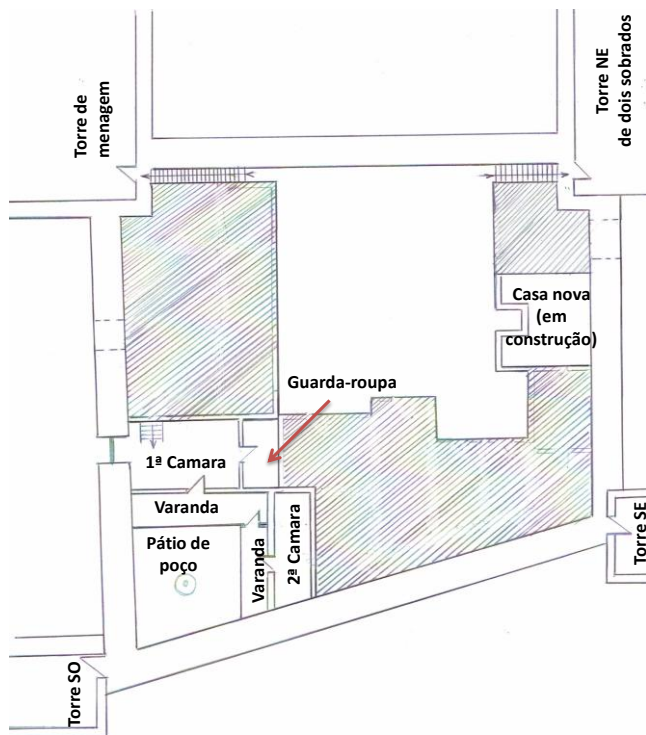 Torre de
menagem
Torre NE
de dois sobrados
Casa nova
(em
construção)
Guarda-roupa
1ª Camara
Varanda
Pátio de
poço
Varanda
2ª Camara
Torre SE
Torre SO